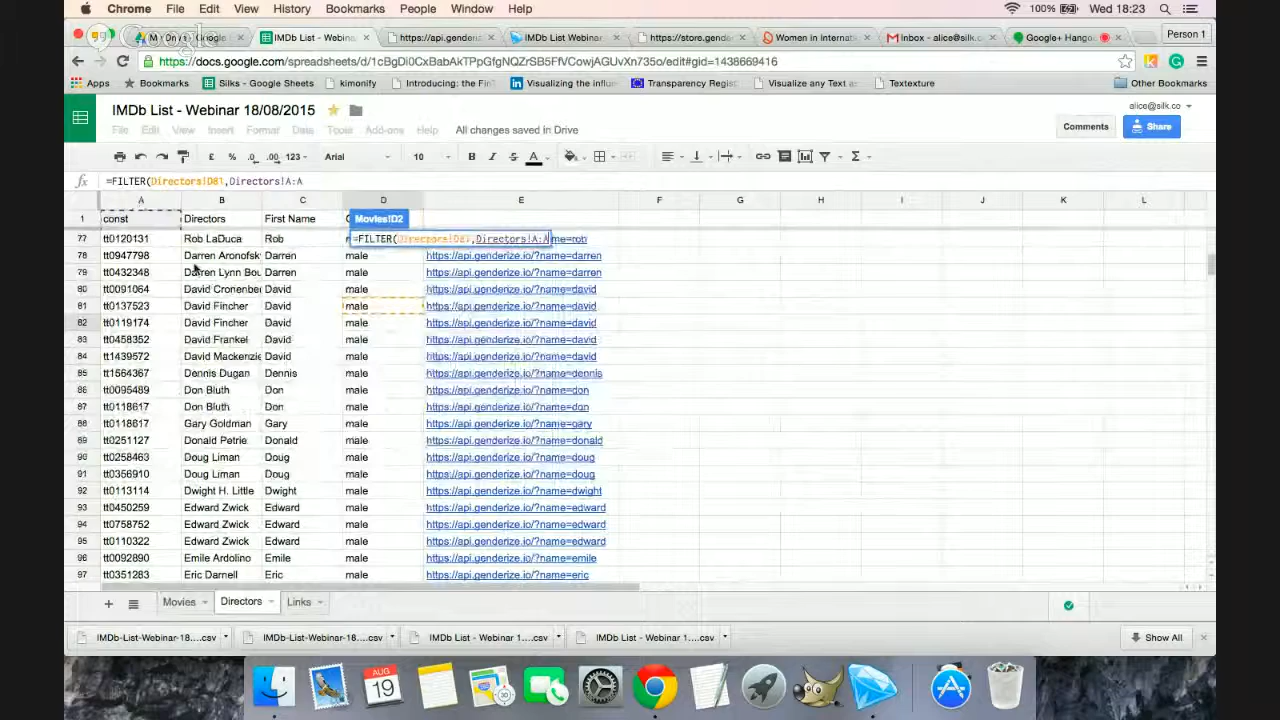 Chrome File Edit View History Bookmarks People Window Help 100% Wed 18:23
IMDb List - Webin https://api.genderiz IMDb List Webinar https://store.gender Women in internat Inbox - alice@silk.c Google+ Hango Person 1
Google
https://docs.google.com/spreadsheets/d/1cBgDi0CxBabAkTPpGfgNQZrSB5FfVCowjAGUvXn735o/edit#gid=1438669416
Apps Bookmarks Silks - Google Sheets kimonify Introducing: the Fin Visualizing the influe Transparency Regis Visualize any Text as Textexture Other Bookmarks
IMDb List - Webinar 18/08/2015
alice@silk.co
File Edit View Insert Format Data Tools Add-ons Help All changes saved in Drive
Comments Share
£ % .0 .00 123 Arial 10 B I S A Σ
fx =FILTER(Directors!D81,Directors!A:A
A B C D E F G H I J K L
1 const Directors First Name
Movies!D2
77 tt0120131 Rob LaDuca Rob =FILTER(Directors!D81,Directors!A:A me=rob
78 tt0947798 Darren Aronofsk Darren male https://api.genderize.io/?name=darren
79 tt0432348 Darren Lynn Bou Darren male https://api.genderize.io/?name=darren
80 tt0091064 David Cronenbe David male https://api.genderize.io/?name=david
81 tt0137523 David Fincher David male https://api.genderize.io/?name=david
82 tt0119174 David Fincher David male https://api.genderize.io/?name=david
83 tt0458352 David Frankel David male https://api.genderize.io/?name=david
84 tt1439572 David Mackenzie David male https://api.genderize.io/?name=david
85 tt1564367 Dennis Dugan Dennis male https://api.genderize.io/?name=dennis
86 tt0095489 Don Bluth Don male https://api.genderize.io/?name=don
87 tt0118617 Don Bluth Don male https://api.genderize.io/?name=don
88 tt0118617 Gary Goldman Gary male https://api.genderize.io/?name=gary
89 tt0251127 Donald Petrie Donald male https://api.genderize.io/?name=donald
90 tt0258463 Doug Liman Doug male https://api.genderize.io/?name=doug
91 tt0356910 Doug Liman Doug male https://api.genderize.io/?name=doug
92 tt0113114 Dwight H. Little Dwight male https://api.genderize.io/?name=dwight
93 tt0450259 Edward Zwick Edward male https://api.genderize.io/?name=edward
94 tt0758752 Edward Zwick Edward male https://api.genderize.io/?name=edward
95 tt0110322 Edward Zwick Edward male https://api.genderize.io/?name=edward
96 tt0092890 Emile Ardolino Emile male https://api.genderize.io/?name=emile
97 tt0351283 Eric Darnell Eric male https://api.genderize.io/?name=eric
Movies Directors Links
IMDb-List-Webinar-18....csv IMDb-List-Webinar-18....csv IMDb List - Webinar 1....csv IMDb List - Webinar 1....csv Show All
AUG
19